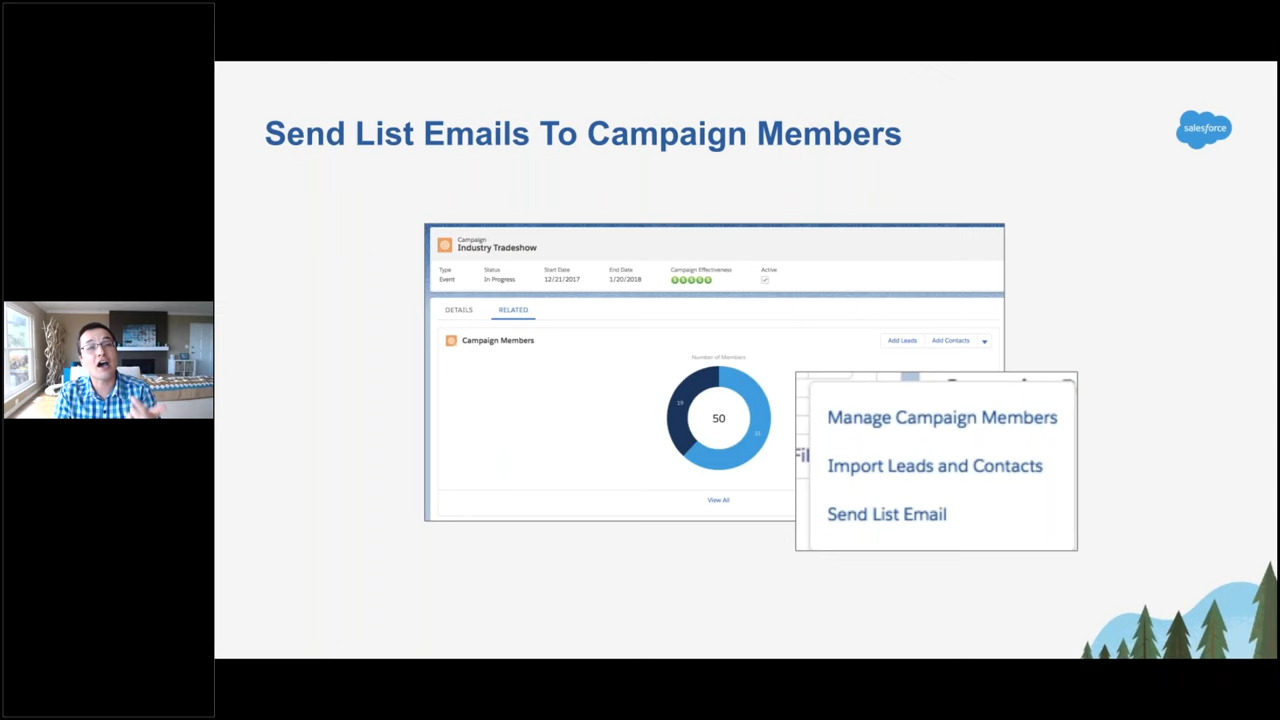 Send List Emails To Campaign Members
salesforce
Campaign
Industry Tradeshow
Type Status Start Date End Date Campaign Effectiveness Active
Event In Progress 12/21/2017 1/20/2018
DETAILS RELATED
Campaign Members
Add Leads Add Contacts
Number of Members
19
50
31
View All
Manage Campaign Members
Import Leads and Contacts
Send List Email